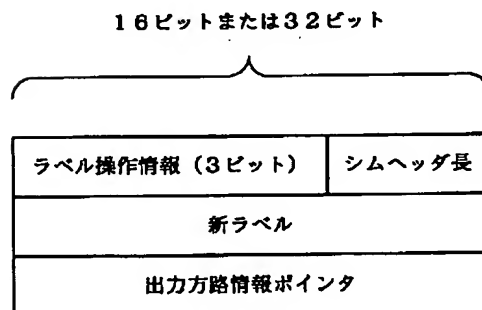 16ビットまたは32ビット
ラベル操作情報(3ビット) シムヘッダ長
新ラベル
出力方路情報ポインタ